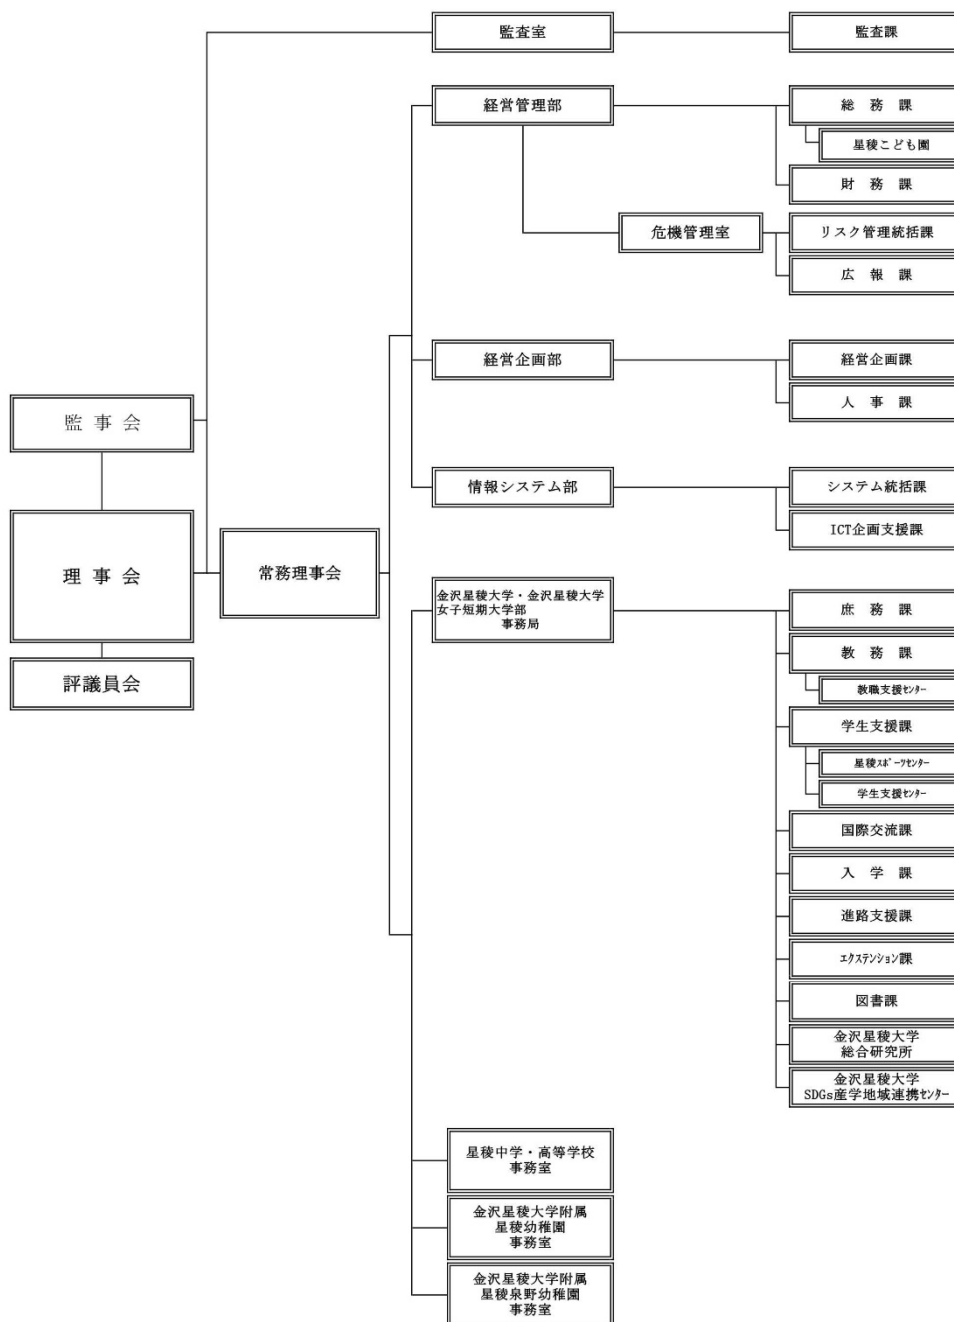 監査室
監査課
経営管理部
総　務　課
星稜こども園
財　務　課
危機管理室
リスク管理統括課
広　報　課
経営企画部
経営企画課
人　事　課
監 事 会
情報システム部
システム統括課
ICT企画支援課
理 事 会
常務理事会
評議員会
金沢星稜大学・金沢星稜大学
女子短期大学部
事務局
庶　務　課
教　務　課
教職支援ｾﾝﾀｰ
学生支援課
星稜ｽﾎﾟｰﾂｾﾝﾀｰ
学生支援ｾﾝﾀｰ
国際交流課
入　学　課
進路支援課
ｴｸｽﾃﾝｼｮﾝ課
図書課
金沢星稜大学
総合研究所
金沢星稜大学
SDGs産学地域連携ｾﾝﾀｰ
星稜中学・高等学校
事務室
金沢星稜大学附属
星稜幼稚園
事務室
金沢星稜大学附属
星稜泉野幼稚園
事務室